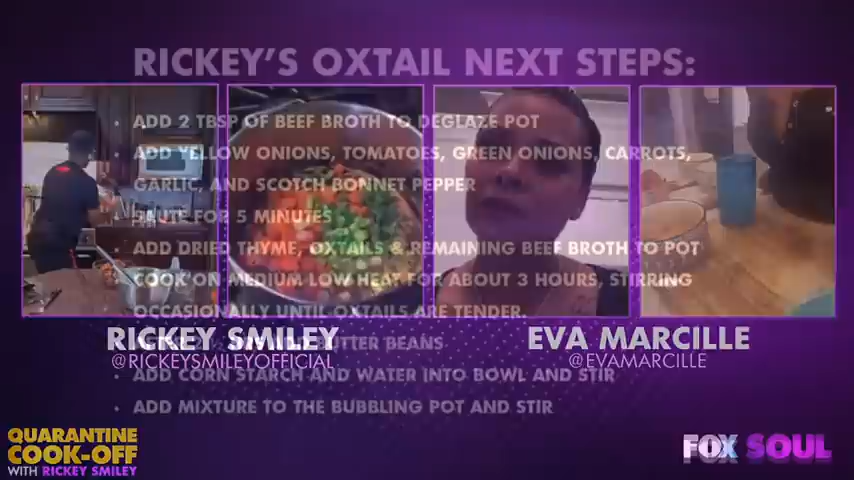 RICKEY'S OXTAIL NEXT STEPS:
• ADD 2 TBSP OF BEEF BROTH TO DEGLAZE POT
• ADD YELLOW ONIONS, TOMATOES, GREEN ONIONS, CARROTS,
GARLIC, AND SCOTCH BONNET PEPPER
• SAUTE FOR 5 MINUTES
• ADD DRIED THYME, OXTAILS & REMAINING BEEF BROTH TO POT
• COOK ON MEDIUM LOW HEAT FOR ABOUT 3 HOURS, STIRRING
OCCASIONALLY UNTIL OXTAILS ARE TENDER.
BUTTER BEANS
RICKEY SMILEY
@RICKEYSMILEYOFFICIAL
EVA MARCILLE
@EVAMARCILLE
• ADD CORN STARCH AND WATER INTO BOWL AND STIR
• ADD MIXTURE TO THE BUBBLING POT AND STIR
QUARANTINE
COOK-OFF
WITH RICKEY SMILEY
FOX SOUL